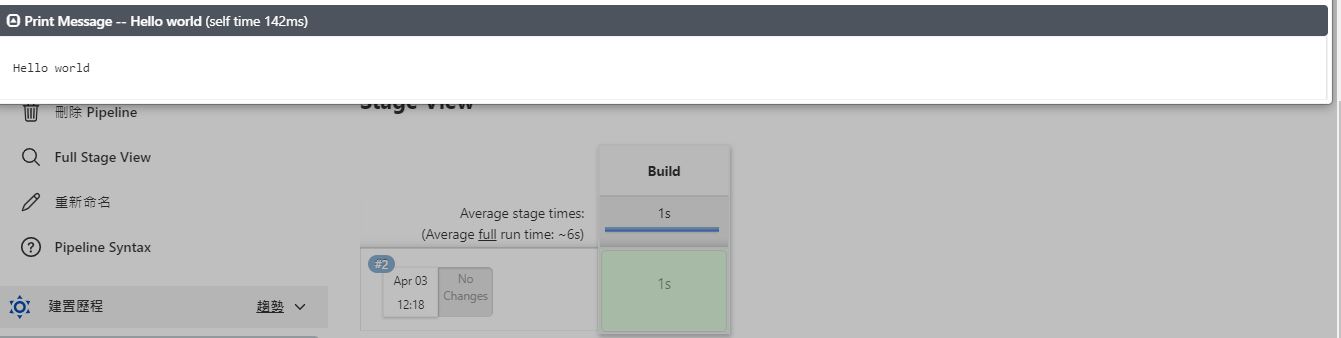 Print Message -- Hello world (self time 142ms)
Hello world
Stage View
刪除 Pipeline
Full Stage View
重新命名
Pipeline Syntax
建置歷程 趨勢
Build
Average stage times:
(Average full run time: ~6s)
1s
#2
Apr 03
12:18
No
Changes
1s